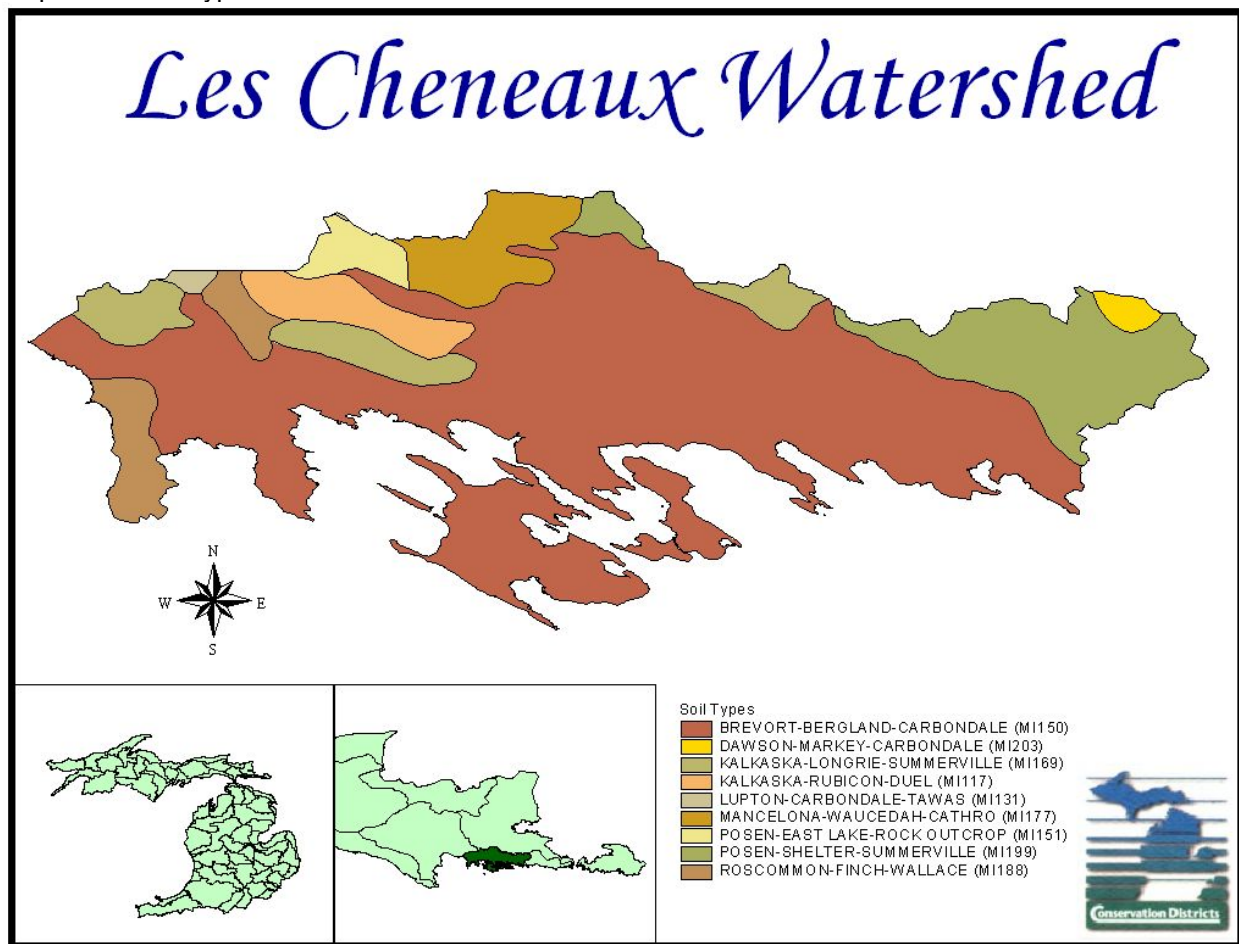 Les Cheneaux Watershed
N
W E
S
Soil Types
BREVORT-BERGLAND-CARBONDALE (MI150)
DAWSON-MARKEY-CARBONDALE (MI203)
KALKASKA-LONGRIE-SUMMERVILLE (MI169)
KALKASKA-RUBICON-DUEL (MI117)
LUPTON-CARBONDALE-TAWAS (MI131)
MANCELONA-WAUCEDAH-CATHRO (MI177)
POSEN-EAST LAKE-ROCK OUTCROP (MI151)
POSEN-SHELTER-SUMMERVILLE (MI199)
ROSCOMMON-FINCH-WALLACE (MI188)
Conservation Districts